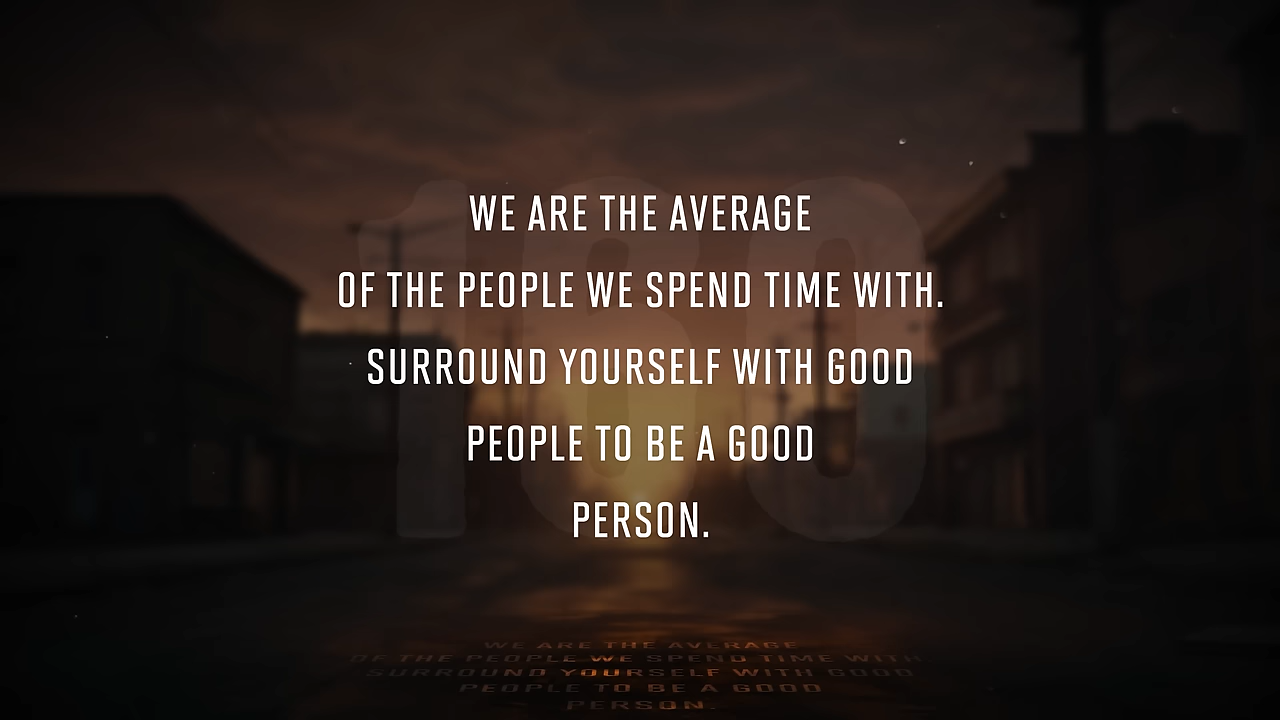 WE ARE THE AVERAGE
OF THE PEOPLE WE SPEND TIME WITH.
SURROUND YOURSELF WITH GOOD
PEOPLE TO BE A GOOD
PERSON.
WE ARE THE AVERAGE
OF THE PEOPLE WE SPEND TIME WITH
SURROUND YOURSELF WITH GOOD
PEOPLE TO BE A GOOD
PERSON.